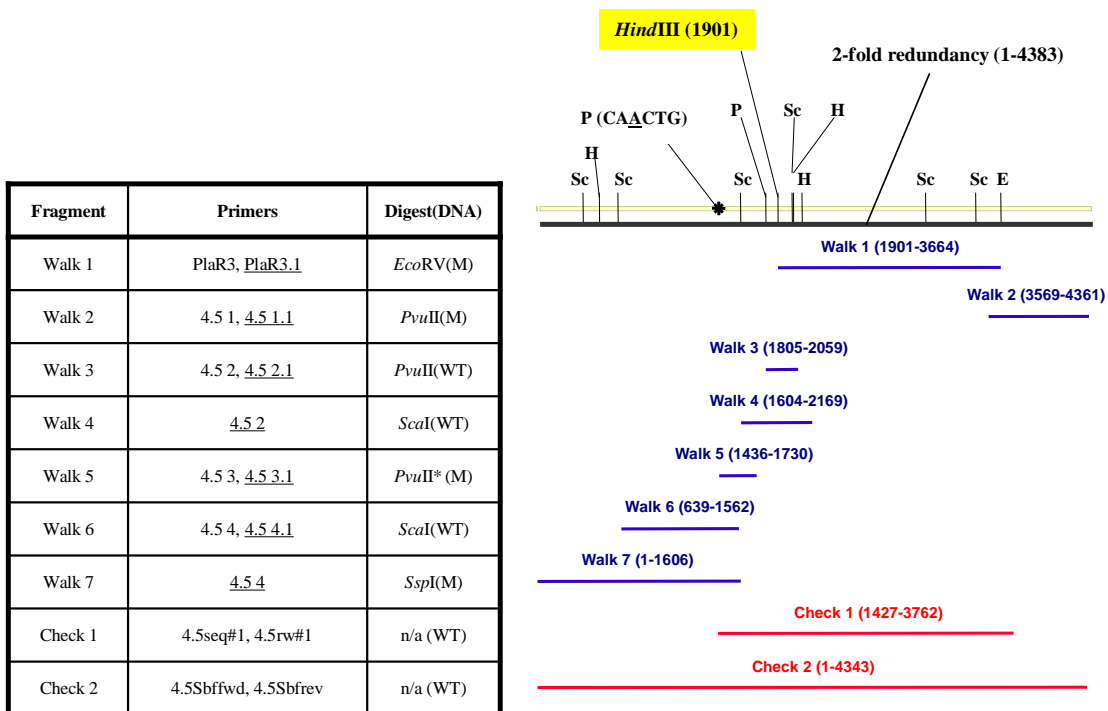 HindIII (1901)
2-fold redundancy (1-4383)
P (CAACTG)
P
Sc
H
H
Sc
Sc
Sc
H
Sc
Sc
E
Fragment Primers Digest(DNA)
Walk 1 PlaR3, PlaR3.1 EcoRV(M)
Walk 2 4.5 1, 4.5 1.1 PvuII(M)
Walk 3 4.5 2, 4.5 2.1 PvuII(WT)
Walk 4 4.5 2 ScaI(WT)
Walk 5 4.5 3, 4.5 3.1 PvuII* (M)
Walk 6 4.5 4, 4.5 4.1 ScaI(WT)
Walk 7 4.5 4 SspI(M)
Check 1 4.5seq#1, 4.5rw#1 n/a (WT)
Check 2 4.5Sbffwd, 4.5Sbfrev n/a (WT)
Walk 1 (1901-3664)
Walk 2 (3569-4361)
Walk 3 (1805-2059)
Walk 4 (1604-2169)
Walk 5 (1436-1730)
Walk 6 (639-1562)
Walk 7 (1-1606)
Check 1 (1427-3762)
Check 2 (1-4343)